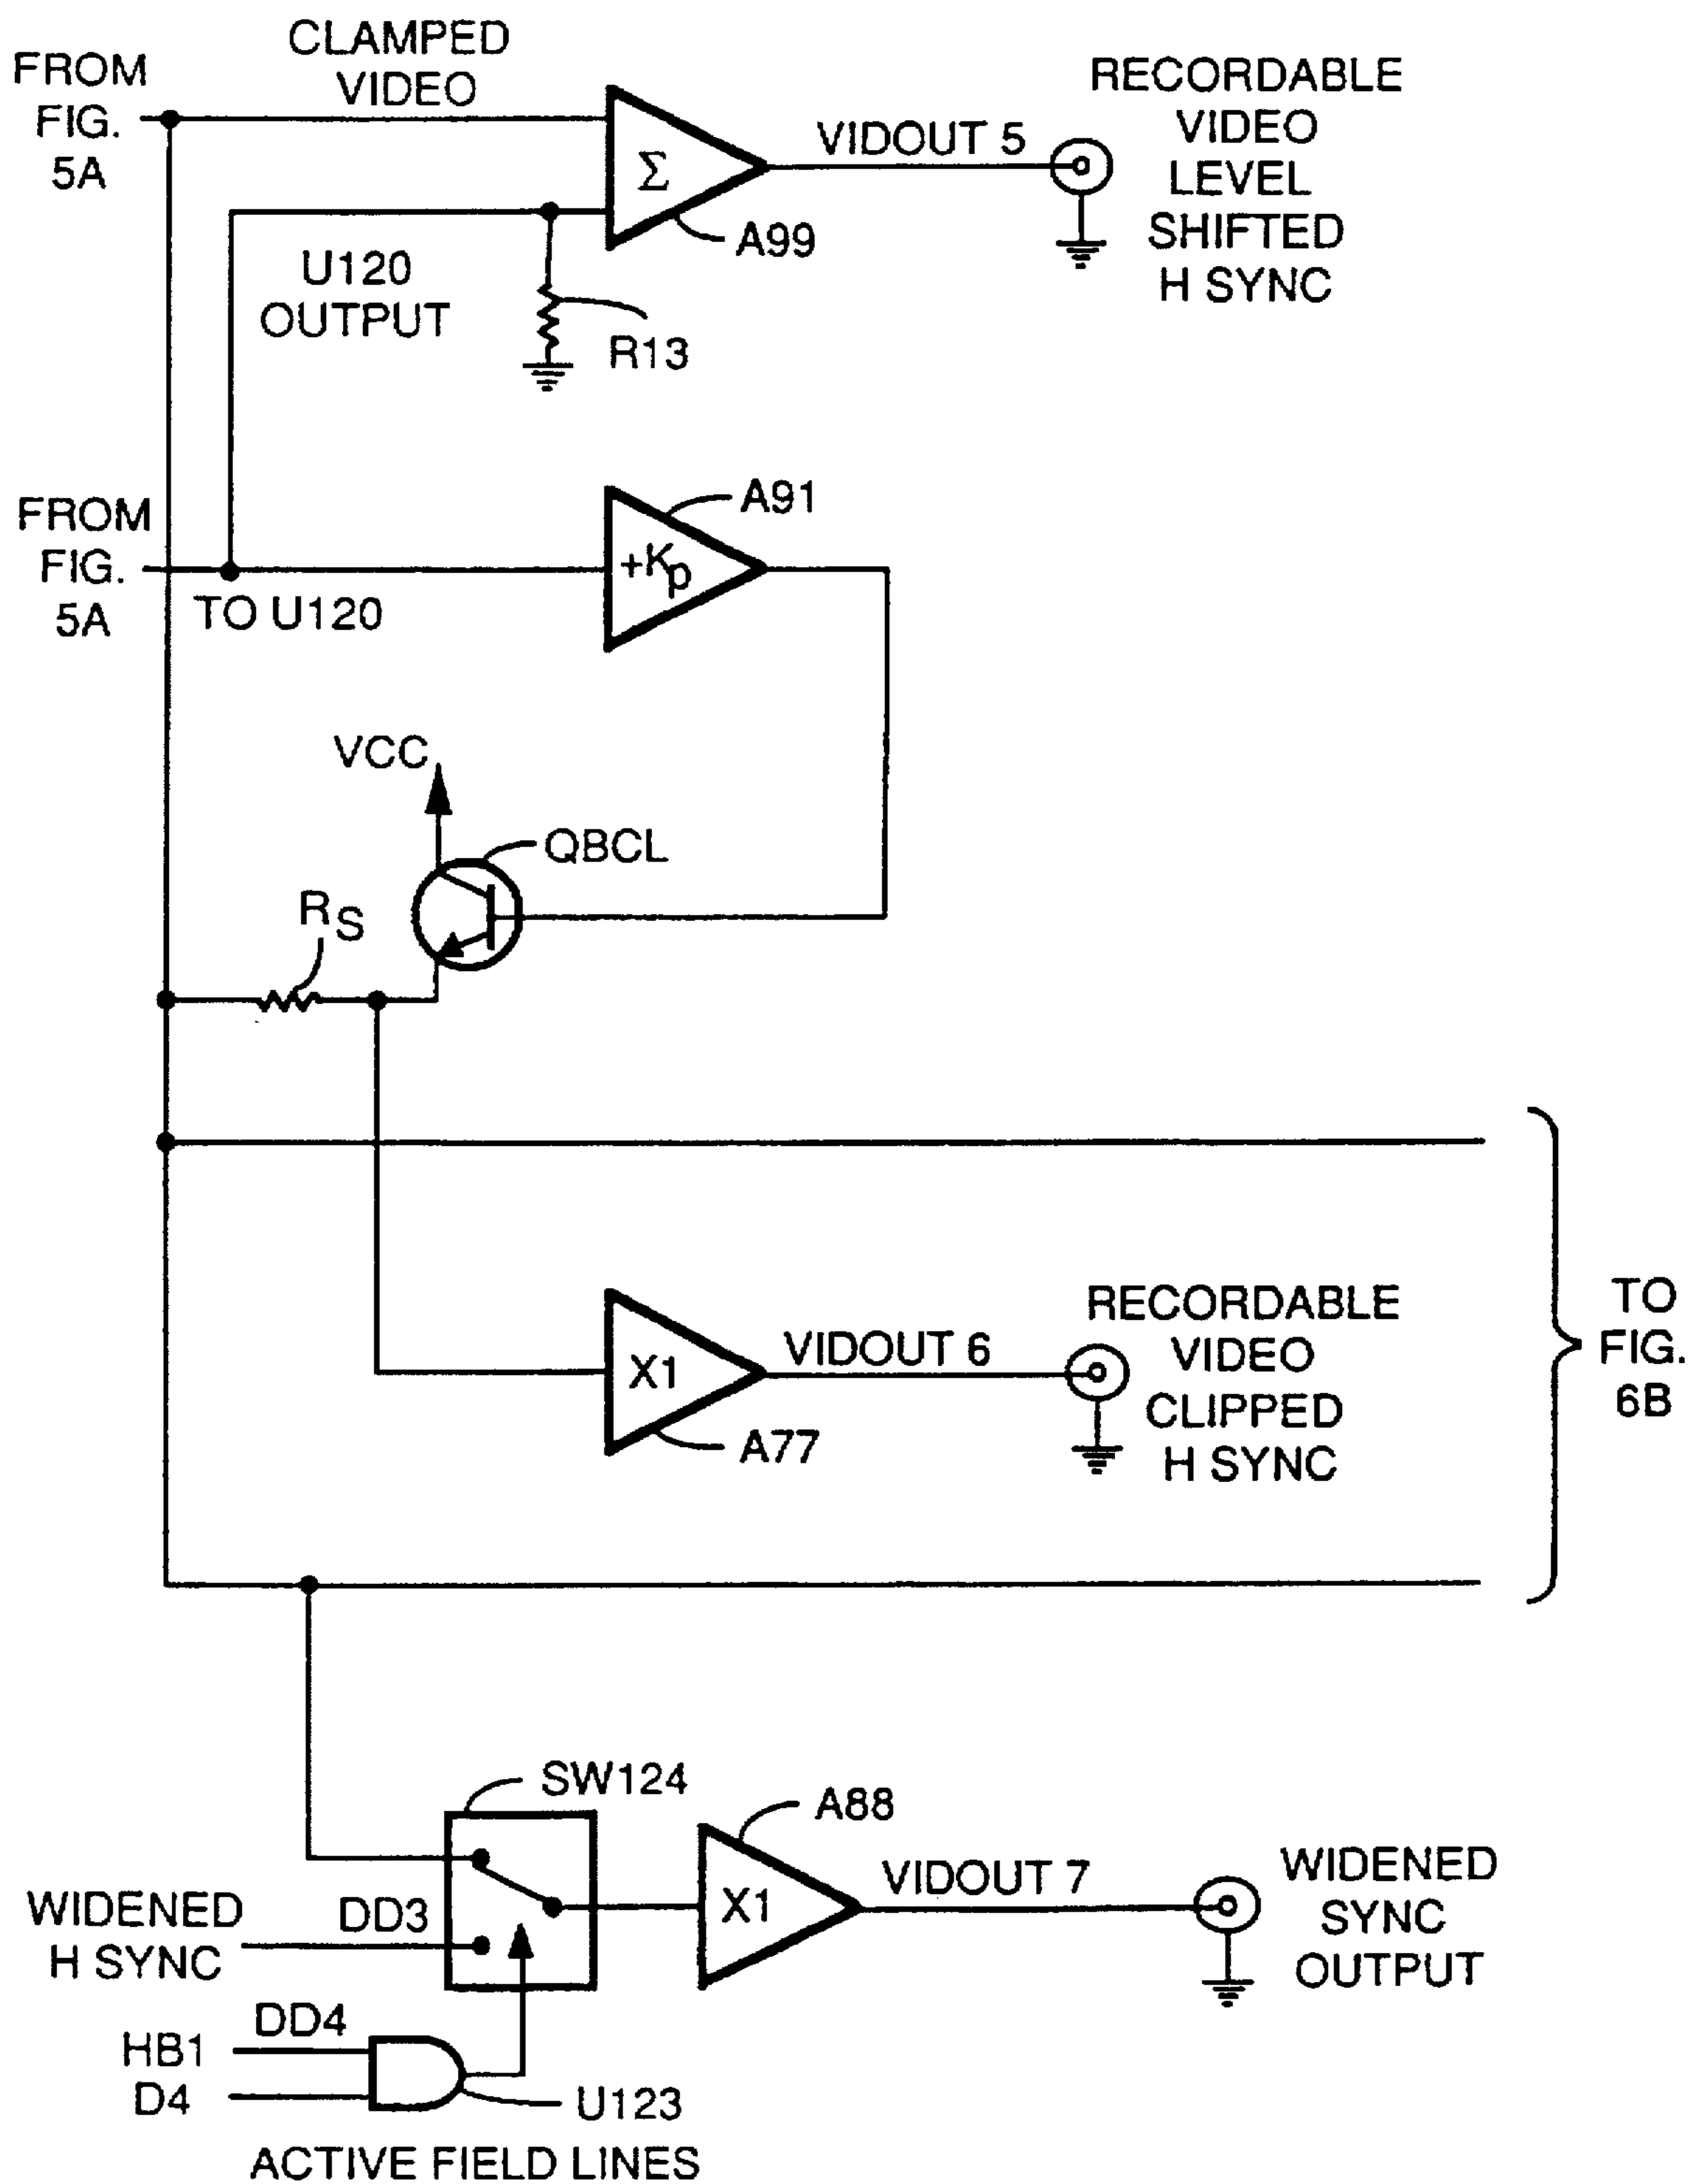 FROM
FIG.
5A
CLAMPED
VIDEO
Σ
A99
VIDOUT 5
RECORDABLE
VIDEO
LEVEL
SHIFTED
H SYNC
U120
OUTPUT
R13
FROM
FIG.
5A
TO U120
+Kp
A91
VCC
QBCL
RS
X1
A77
VIDOUT 6
RECORDABLE
VIDEO
CLIPPED
H SYNC
TO
FIG.
6B
SW124
A88
X1
VIDOUT 7
WIDENED
SYNC
OUTPUT
WIDENED
H SYNC
DD3
DD4
HB1
D4
U123
ACTIVE FIELD LINES